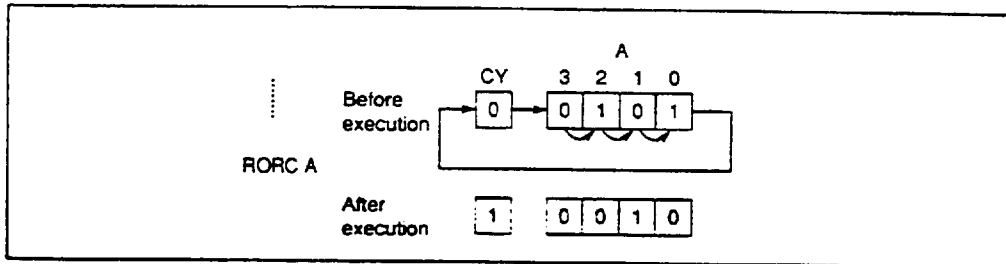 A
CY 3 2 1 0
Before
execution
0 0 1 0 1
RORC A
After
execution
1 0 0 1 0